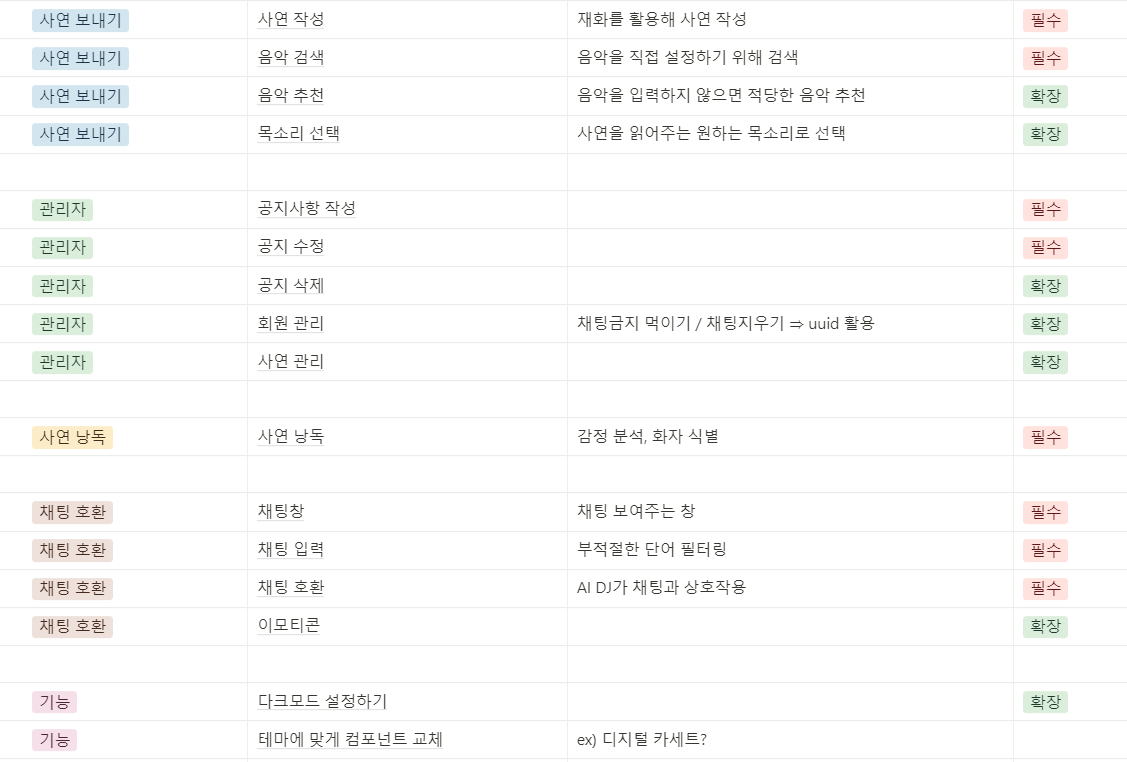 사연 보내기 사연 작성 재화를 활용해 사연 작성 필수
사연 보내기 음악 검색 음악을 직접 설정하기 위해 검색 필수
사연 보내기 음악 추천 음악을 입력하지 않으면 적당한 음악 추천 확장
사연 보내기 목소리 선택 사연을 읽어주는 원하는 목소리로 선택 확장
관리자 공지사항 작성 필수
관리자 공지 수정 필수
관리자 공지 삭제 확장
관리자 회원 관리 채팅금지 먹이기 / 채팅지우기 ⇒ uuid 활용 확장
관리자 사연 관리 확장
사연 낭독 사연 낭독 감정 분석, 화자 식별 필수
채팅 호환 채팅창 채팅 보여주는 창 필수
채팅 호환 채팅 입력 부적절한 단어 필터링 필수
채팅 호환 채팅 호환 AI DJ가 채팅과 상호작용 필수
채팅 호환 이모티콘 확장
기능 다크모드 설정하기 확장
기능 테마에 맞게 컴포넌트 교체 ex) 디지털 카세트?